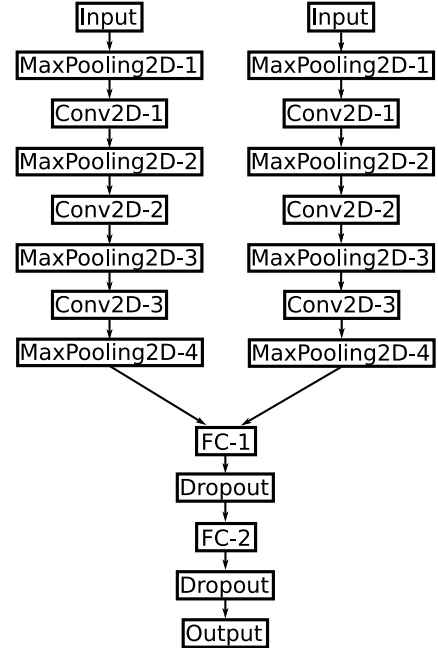 Input
MaxPooling2D-1
Conv2D-1
MaxPooling2D-2
Conv2D-2
MaxPooling2D-3
Conv2D-3
MaxPooling2D-4
Input
MaxPooling2D-1
Conv2D-1
MaxPooling2D-2
Conv2D-2
MaxPooling2D-3
Conv2D-3
MaxPooling2D-4
FC-1
Dropout
FC-2
Dropout
Output